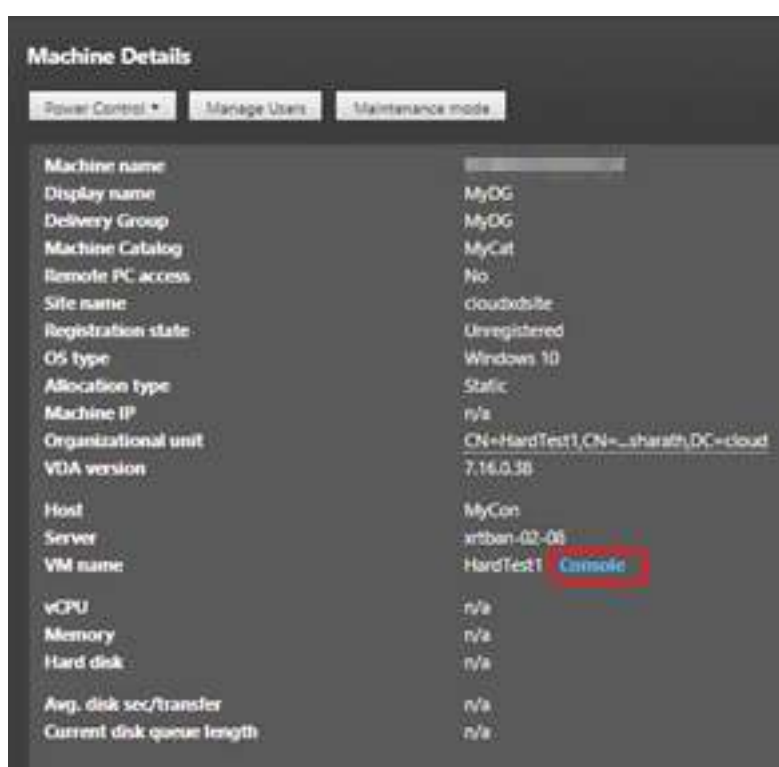 Machine Details
Power Control Manage Users Maintenance mode
Machine name
Display name MyDG
Delivery Group MyDG
Machine Catalog MyCat
Remote PC access No
Site name cloudxdsite
Registration state Unregistered
OS type Windows 10
Allocation type Static
Machine IP n/a
Organizational unit CN=HardTest1,CN=...sharath,DC=cloud
VDA version 7.16.0.38
Host MyCon
Server xrtban-02-08
VM name HardTest1 Console
vCPU n/a
Memory n/a
Hard disk n/a
Avg. disk sec/transfer n/a
Current disk queue length n/a